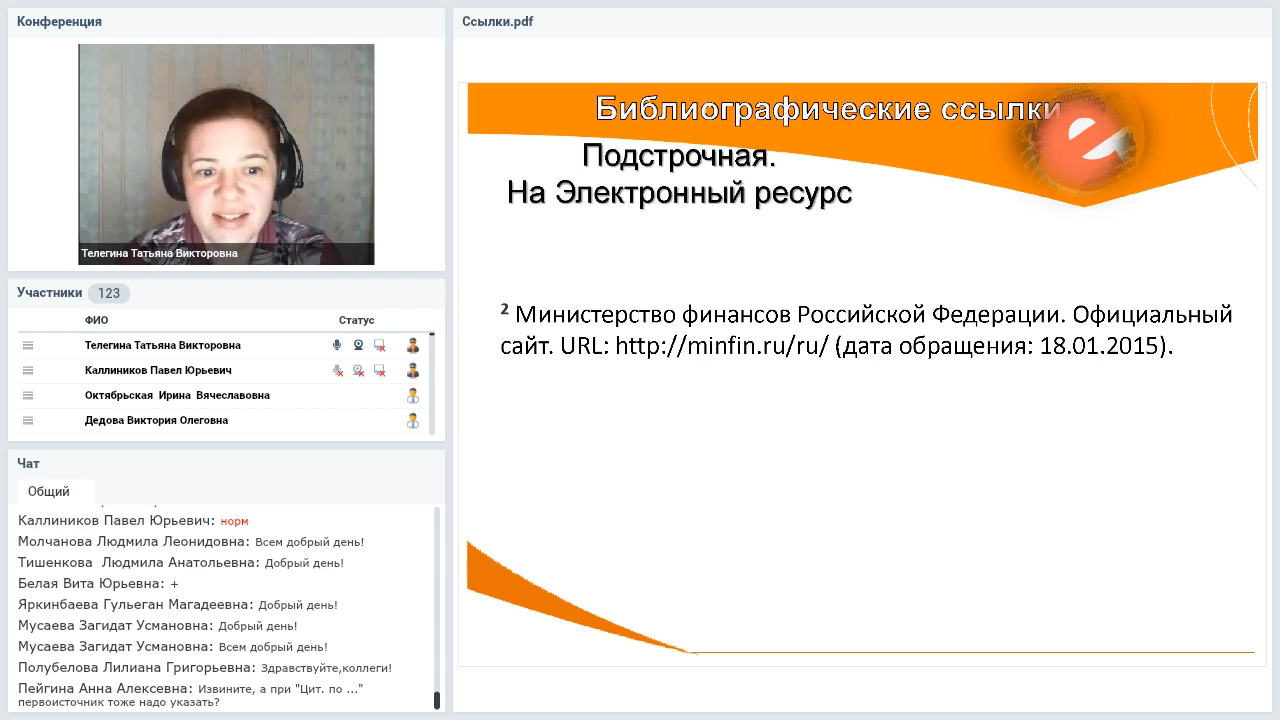 Конференция
Телегина Татьяна Викторовна
Участники 123
ФИО Статус
Телегина Татьяна Викторовна
Каллиников Павел Юрьевич
Октябрьская Ирина Вячеславовна
Дедова Виктория Олеговна
Чат
Общий
Каллиников Павел Юрьевич: норм
Молчанова Людмила Леонидовна: Всем добрый день!
Тишенкова Людмила Анатольевна: Добрый день!
Белая Вита Юрьевна: +
Яркинбаева Гульеган Магадеевна: Добрый день!
Мусаева Загидат Усмановна: Добрый день!
Мусаева Загидат Усмановна: Всем добрый день!
Полубелова Лилиана Григорьевна: Здравствуйте,коллеги!
Пейгина Анна Алексевна: Извините, а при "Цит. по ..."
первоисточник тоже надо указать?
Ссылки.pdf
Библиографические ссылки
Подстрочная.
На Электронный ресурс
2 Министерство финансов Российской Федерации. Официальный
сайт. URL: http://minfin.ru/ru/ (дата обращения: 18.01.2015).